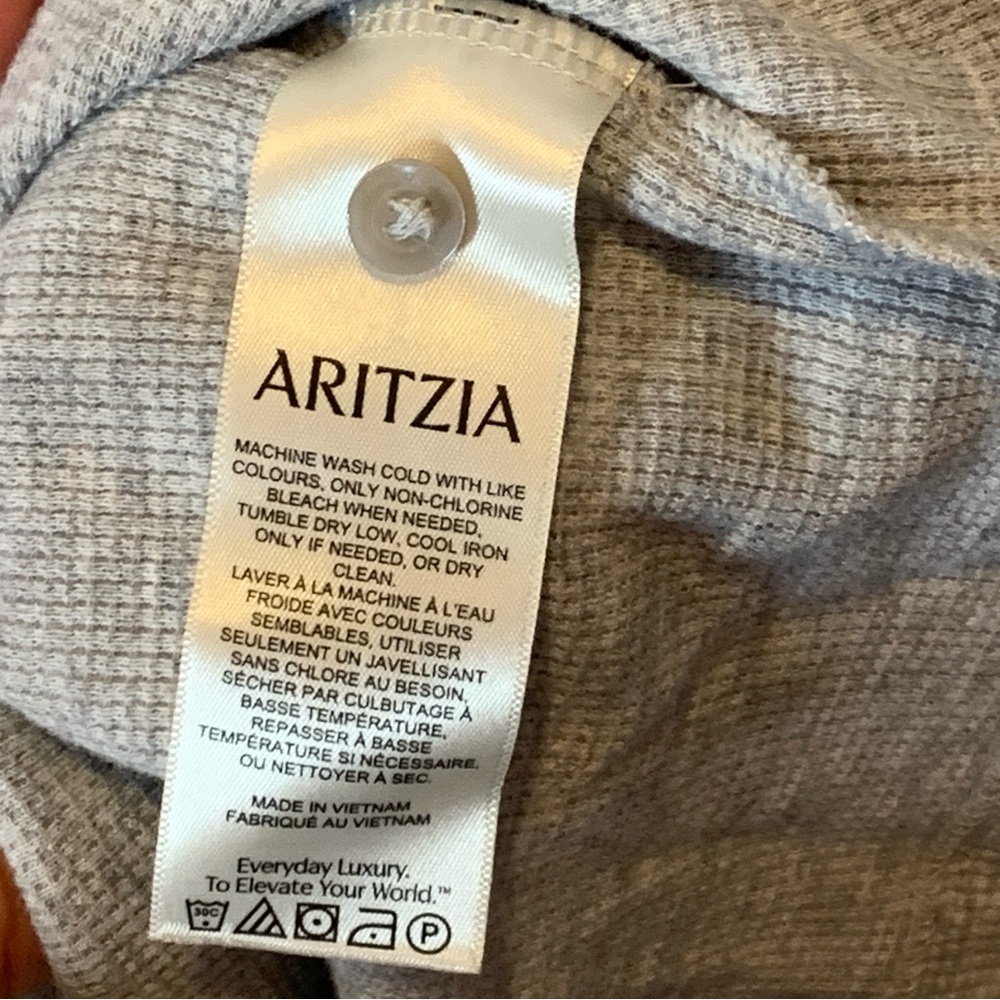 ARITZIA
MACHINE WASH COLD WITH LIKE
COLOURS, ONLY NON-CHLORINE
BLEACH WHEN NEEDED,
TUMBLE DRY LOW, COOL IRON
ONLY IF NEEDED, OR DRY
CLEAN.
LAVER À LA MACHINE À L'EAU
FROIDE AVEC COULEURS
SEMBLABLES, UTILISER
SEULEMENT UN JAVELLISANT
SANS CHLORE AU BESOIN,
SÉCHER PAR CULBUTAGE À
BASSE TEMPÉRATURE,
REPASSER À BASSE
TEMPÉRATURE SI NÉCESSAIRE,
OU NETTOYER À SEC.
MADE IN VIETNAM
FABRIQUÉ AU VIETNAM
Everyday Luxury.
To Elevate Your World.™
30C P